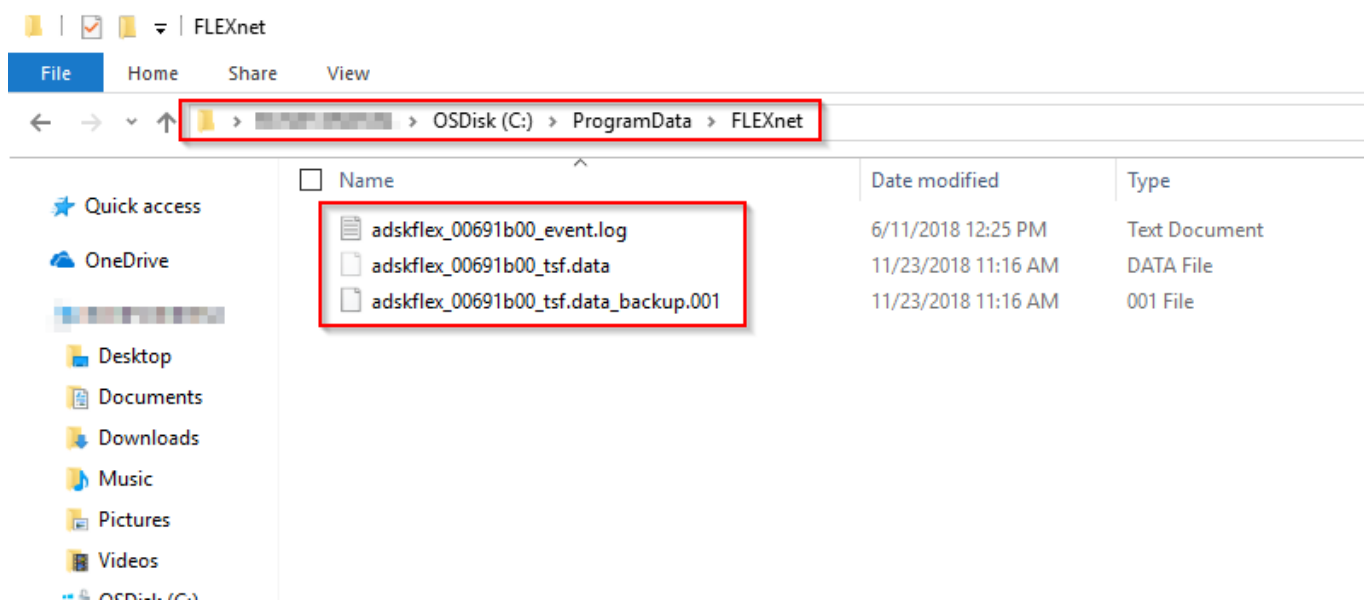 FLEXnet
File Home Share View
OSDisk (C:) > ProgramData > FLEXnet
Name Date modified Type
Quick access
OneDrive
Desktop
Documents
Downloads
Music
Pictures
Videos
OSDisk (C:)
adskflex_00691b00_event.log 6/11/2018 12:25 PM Text Document
adskflex_00691b00_tsf.data 11/23/2018 11:16 AM DATA File
adskflex_00691b00_tsf.data_backup.001 11/23/2018 11:16 AM 001 File